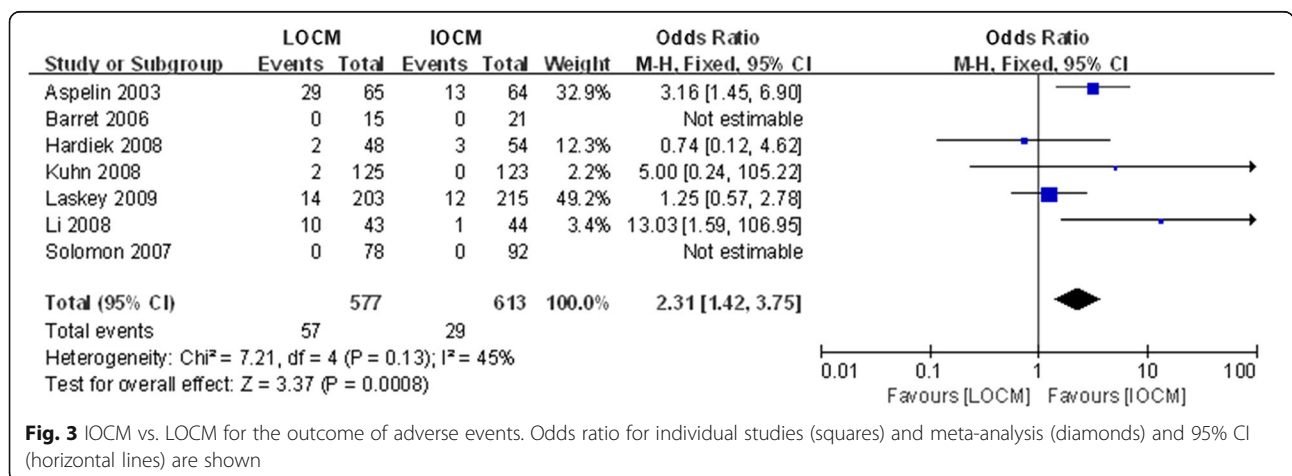 LOCM IOCM Odds Ratio Odds Ratio
Study or Subgroup Events Total Events Total Weight M-H, Fixed, 95% CI M-H, Fixed, 95% CI
Aspelin 2003 29 65 13 64 32.9% 3.16 [1.45, 6.90]
Barret 2006 0 15 0 21 Not estimable
Hardiek 2008 2 48 3 54 12.3% 0.74 [0.12, 4.62]
Kuhn 2008 2 125 0 123 2.2% 5.00 [0.24, 105.22]
Laskey 2009 14 203 12 215 49.2% 1.25 [0.57, 2.78]
Li 2008 10 43 1 44 3.4% 13.03 [1.59, 106.95]
Solomon 2007 0 78 0 92 Not estimable
Total (95% CI) 577 613 100.0% 2.31 [1.42, 3.75]
Total events 57 29
Heterogeneity: Chi² = 7.21, df = 4 (P = 0.13); I² = 45%
Test for overall effect: Z = 3.37 (P = 0.0008)
0.01 0.1 1 10 100
Favours [LOCM] Favours [IOCM]
Fig. 3 IOCM vs. LOCM for the outcome of adverse events. Odds ratio for individual studies (squares) and meta-analysis (diamonds) and 95% CI
(horizontal lines) are shown